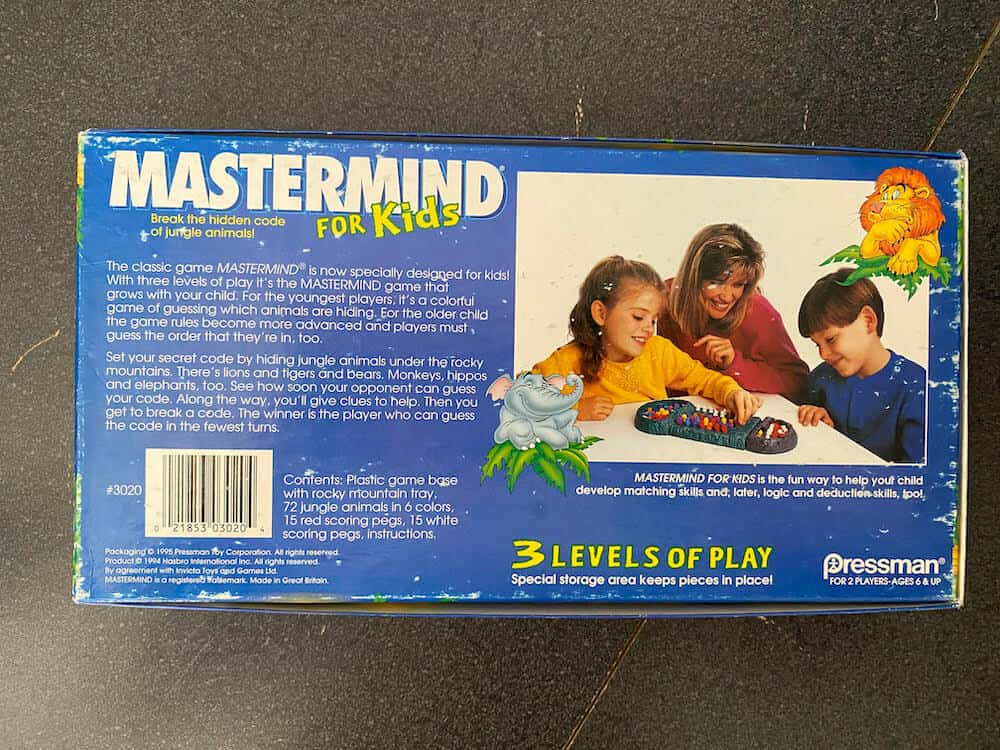 MASTERMIND®
FOR Kids
Break the hidden code
of jungle animals!
The classic game MASTERMIND® is now specially designed for kids!
With three levels of play it's the MASTERMIND game that
grows with your child. For the youngest players, it's a colorful
game of guessing which animals are hiding. For the older child
the game rules become more advanced and players must
guess the order that they're in, too.
Set your secret code by hiding jungle animals under the rocky
mountains. There's lions and tigers and bears. Monkeys, hippos
and elephants, too. See how soon your opponent can guess
your code. Along the way, you'll give clues to help. Then you
get to break a code. The winner is the player who can guess
the code in the fewest turns.
#3020
0 21853 03020 4
Contents: Plastic game base
with rocky mountain tray,
72 jungle animals in 6 colors,
15 red scoring pegs, 15 white
scoring pegs, instructions.
Packaging © 1995 Pressman Toy Corporation. All rights reserved.
Product © 1994 Hasbro International Inc. All rights reserved.
By agreement with Invicta Toys and Games Ltd.
MASTERMIND is a registered trademark. Made in Great Britain.
MASTERMIND FOR KIDS is the fun way to help your child
develop matching skills and, later, logic and deduction skills, too!
3 LEVELS OF PLAY
Special storage area keeps pieces in place!
Pressman®
FOR 2 PLAYERS-AGES 6 & UP